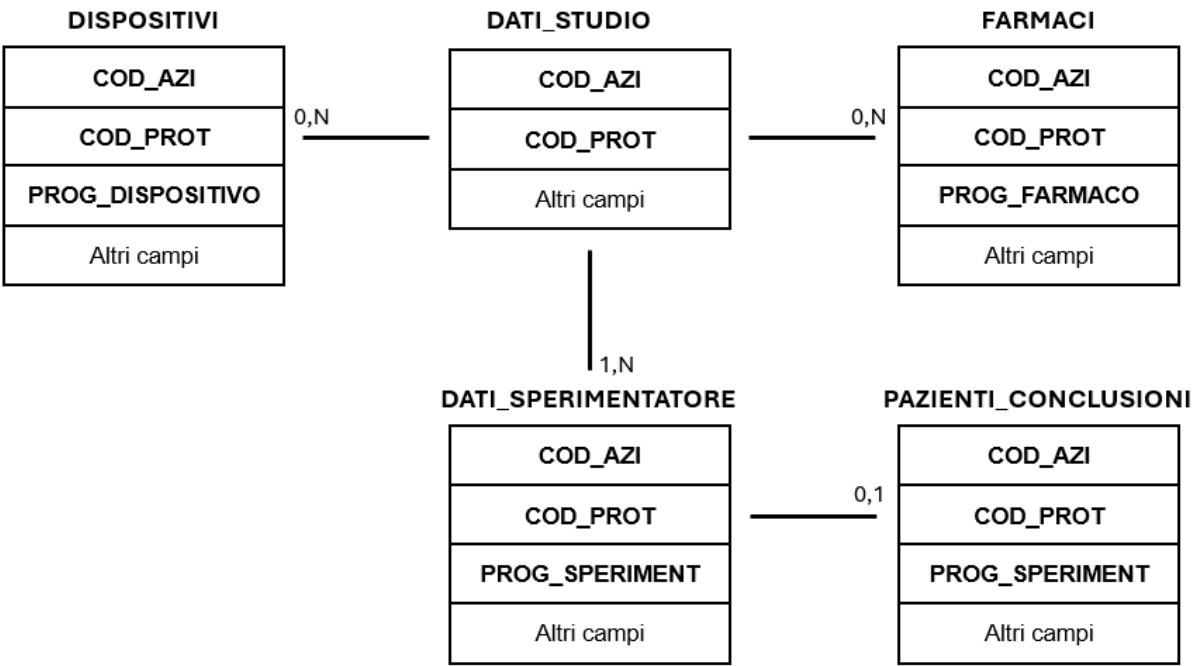 DISPOSITIVI
COD_AZI
COD_PROT
PROG_DISPOSITIVO
Altri campi
0,N
DATI_STUDIO
COD_AZI
COD_PROT
Altri campi
0,N
FARMACI
COD_AZI
COD_PROT
PROG_FARMACO
Altri campi
1,N
DATI_SPERIMENTATORE
COD_AZI
COD_PROT
PROG_SPERIMENT
Altri campi
0,1
PAZIENTI_CONCLUSIONI
COD_AZI
COD_PROT
PROG_SPERIMENT
Altri campi